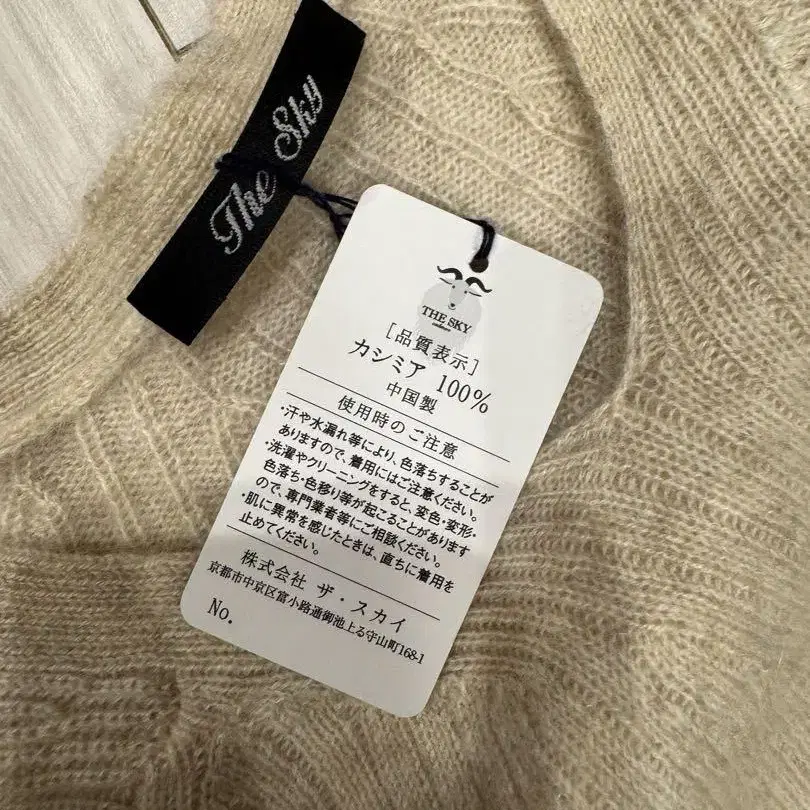 The Sky
THE SKY
cashmere
[品質表示]
カシミア 100%
中国製
使用時のご注意
・汗や水漏れ等により、色落ちすることが
ありますので、着用にはご注意ください。
・洗濯やクリーニングをすると、変色・変形・
色落ち・色移り等が起こることがあります
ので、専門業者等にご相談ください。
・肌に異常を感じたときは、直ちに着用を
止めてください。
株式会社 ザ・スカイ
京都市中京区富小路通御池上る守山町168-1
No.